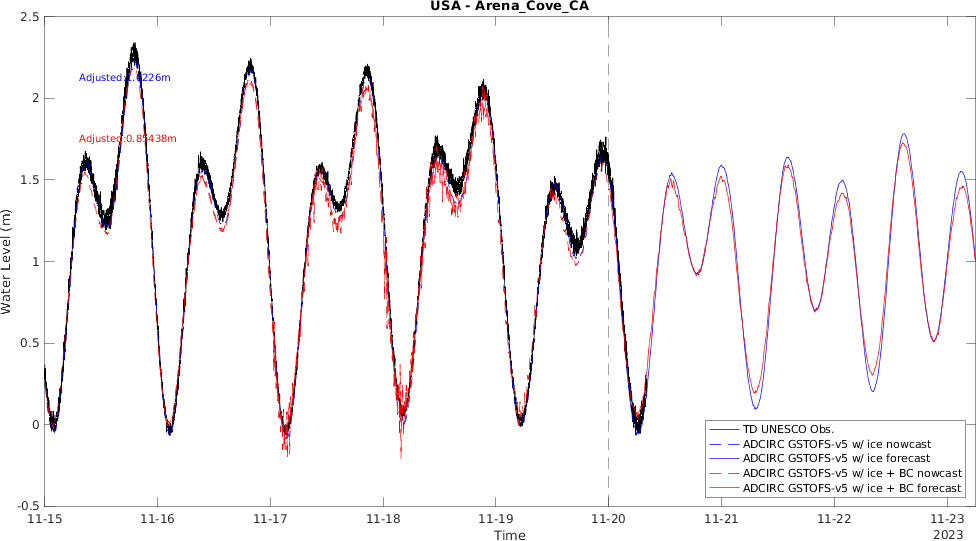 USA - Arena_Cove_CA
2.5
2
1.5
1
0.5
0
-0.5
Water Level (m)
Adjusted:0.85438m
11-15
11-16
11-17
11-18
11-19
11-20
11-21
11-22
11-23
2023
Time
TD UNESCO Obs.
ADCIRC GSTOFS-v5 w/ ice nowcast
ADCIRC GSTOFS-v5 w/ ice forecast
ADCIRC GSTOFS-v5 w/ ice + BC nowcast
ADCIRC GSTOFS-v5 w/ ice + BC forecast